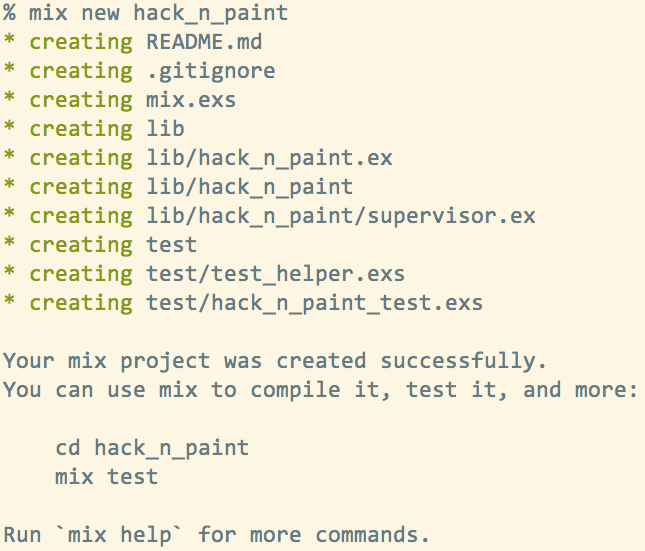 % mix new hack_n_paint
* creating README.md
* creating .gitignore
* creating mix.exs
* creating lib
* creating lib/hack_n_paint.ex
* creating lib/hack_n_paint
* creating lib/hack_n_paint/supervisor.ex
* creating test
* creating test/test_helper.exs
* creating test/hack_n_paint_test.exs

Your mix project was created successfully.
You can use mix to compile it, test it, and more:

    cd hack_n_paint
    mix test

Run `mix help` for more commands.